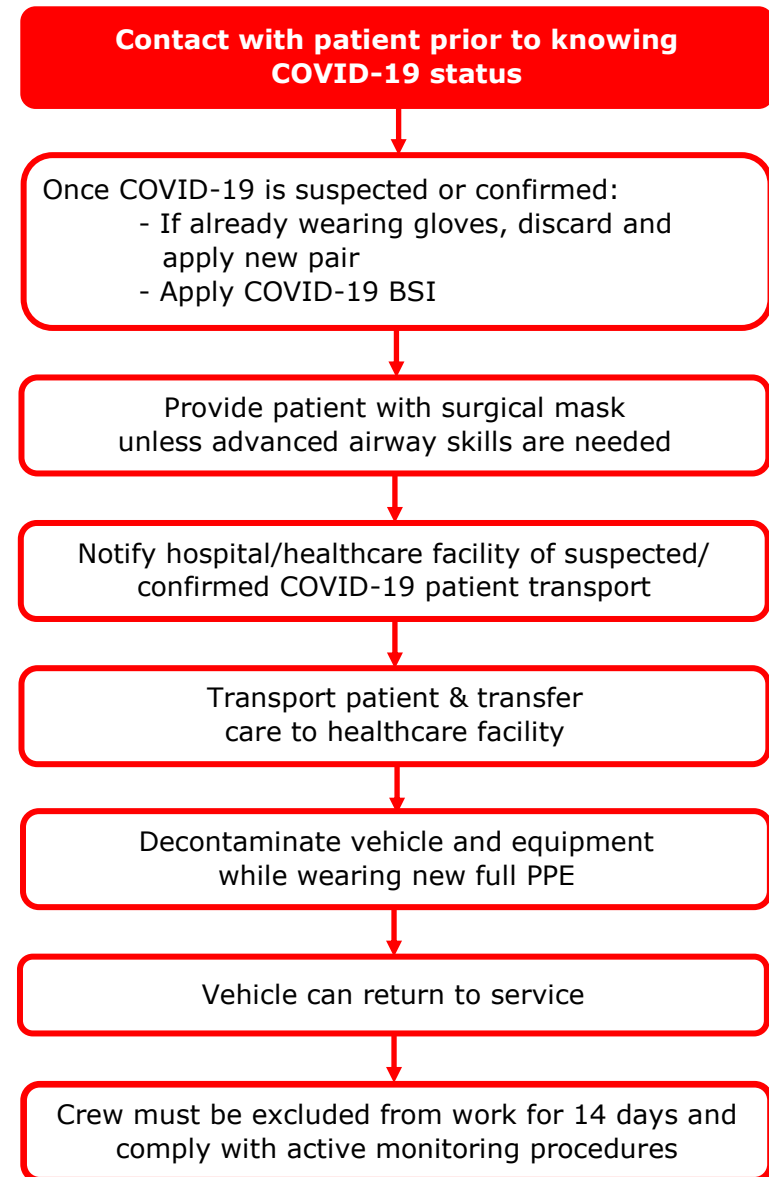 Contact with patient prior to knowing
COVID-19 status
Once COVID-19 is suspected or confirmed:
- If already wearing gloves, discard and
apply new pair
- Apply COVID-19 BSI
Provide patient with surgical mask
unless advanced airway skills are needed
Notify hospital/healthcare facility of suspected/
confirmed COVID-19 patient transport
Transport patient & transfer
care to healthcare facility
Decontaminate vehicle and equipment
while wearing new full PPE
Vehicle can return to service
Crew must be excluded from work for 14 days and
comply with active monitoring procedures